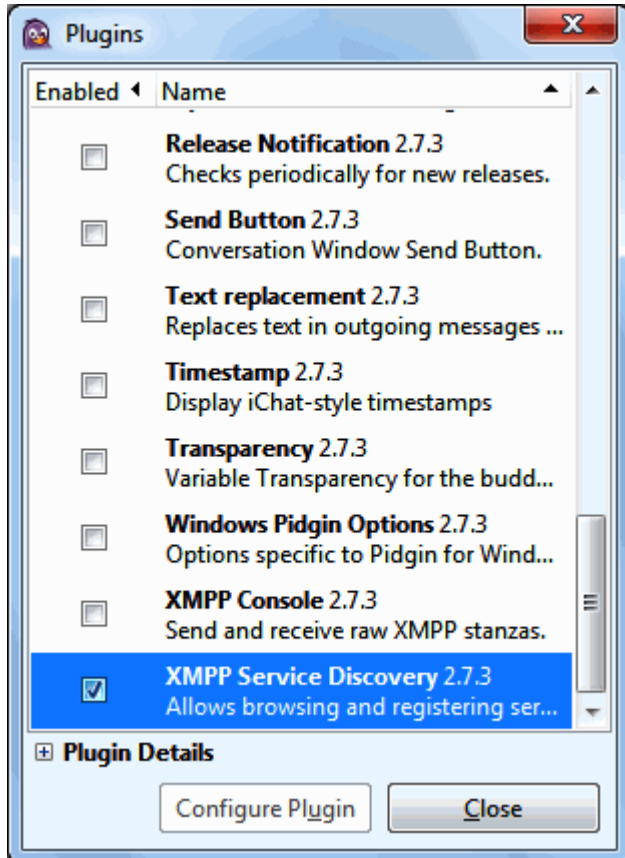 Plugins
Enabled Name
Release Notification 2.7.3
Checks periodically for new releases.
Send Button 2.7.3
Conversation Window Send Button.
Text replacement 2.7.3
Replaces text in outgoing messages ...
Timestamp 2.7.3
Display iChat-style timestamps
Transparency 2.7.3
Variable Transparency for the budd...
Windows Pidgin Options 2.7.3
Options specific to Pidgin for Wind...
XMPP Console 2.7.3
Send and receive raw XMPP stanzas.
XMPP Service Discovery 2.7.3
Allows browsing and registering ser...
Plugin Details
Configure Plugin Close